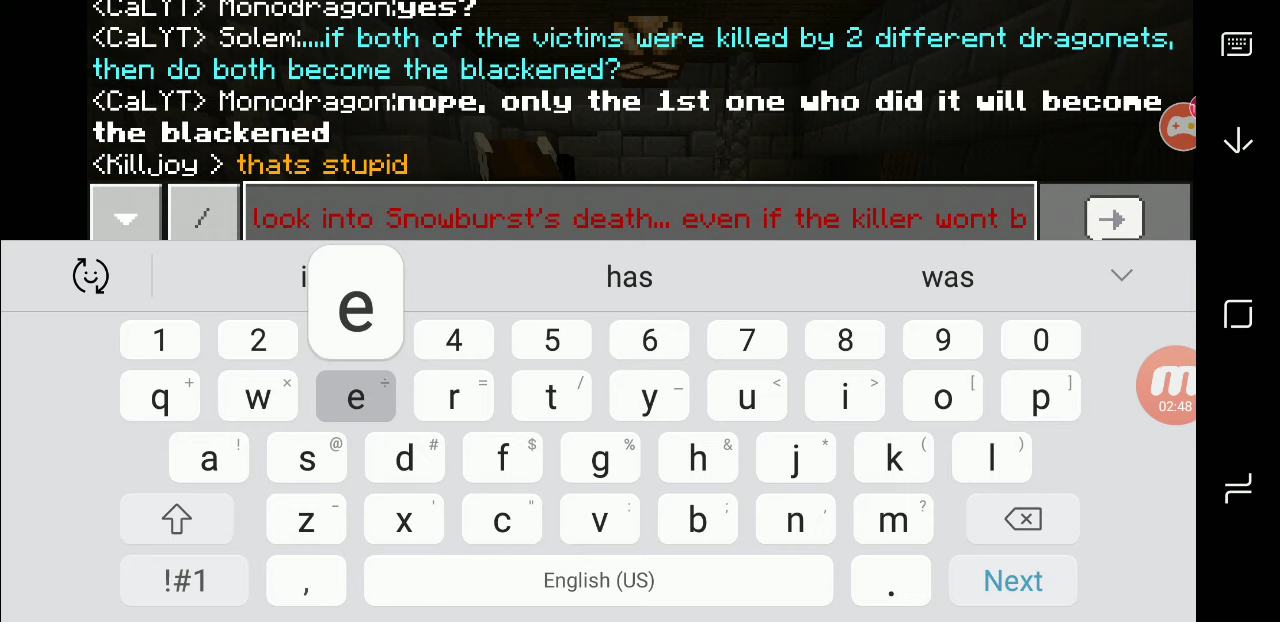 <CaLYT> Monodragon:yes?
<CaLYT> Solem:....if both of the victims were killed by 2 different dragonets,
then do both become the blackened?
<CaLYT> Monodragon:nope, only the 1st one who did it will become
the blackened
<Killjoy > thats stupid
/ look into Snowburst's death... even if the killer wont b
has was
e
1 2 4 5 6 7 8 9 0
q + w × e ÷ r = t / y _ u < i > o [ p ]
02:48
a ! s @ d # f $ g % h & j * k ( l )
z - x ' c " v : b ; n , m ?
!#1 , English (US) . Next